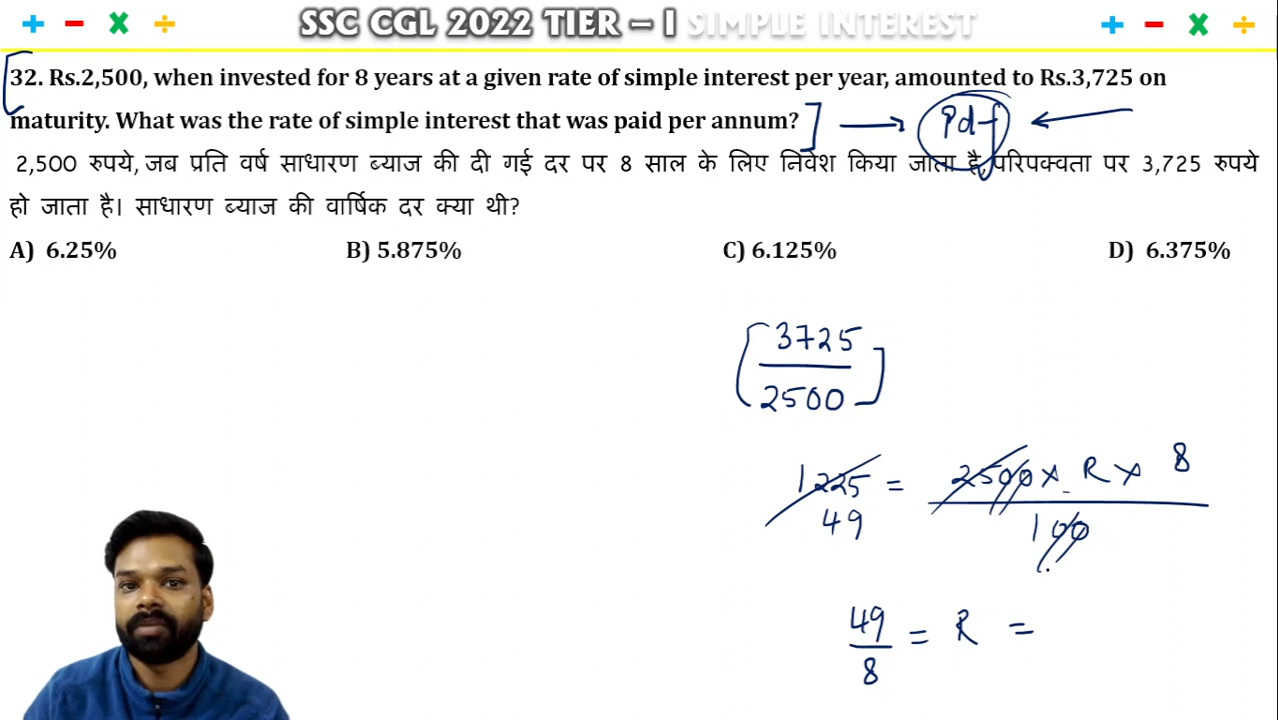 + - × ÷ SSC CGL 2022 TIER – I SIMPLE INTEREST + - × ÷
32. Rs.2,500, when invested for 8 years at a given rate of simple interest per year, amounted to Rs.3,725 on
maturity. What was the rate of simple interest that was paid per annum? Pdf
2,500 रुपये, जब प्रति वर्ष साधारण ब्याज की दी गई दर पर 8 साल के लिए निवेश किया जाता है, परिपक्वता पर 3,725 रुपये
हो जाता है। साधारण ब्याज की वार्षिक दर क्या थी?
A) 6.25% B) 5.875% C) 6.125% D) 6.375%
3725
2500
1225 = 2500 × R × 8
49 100
49 = R =
8